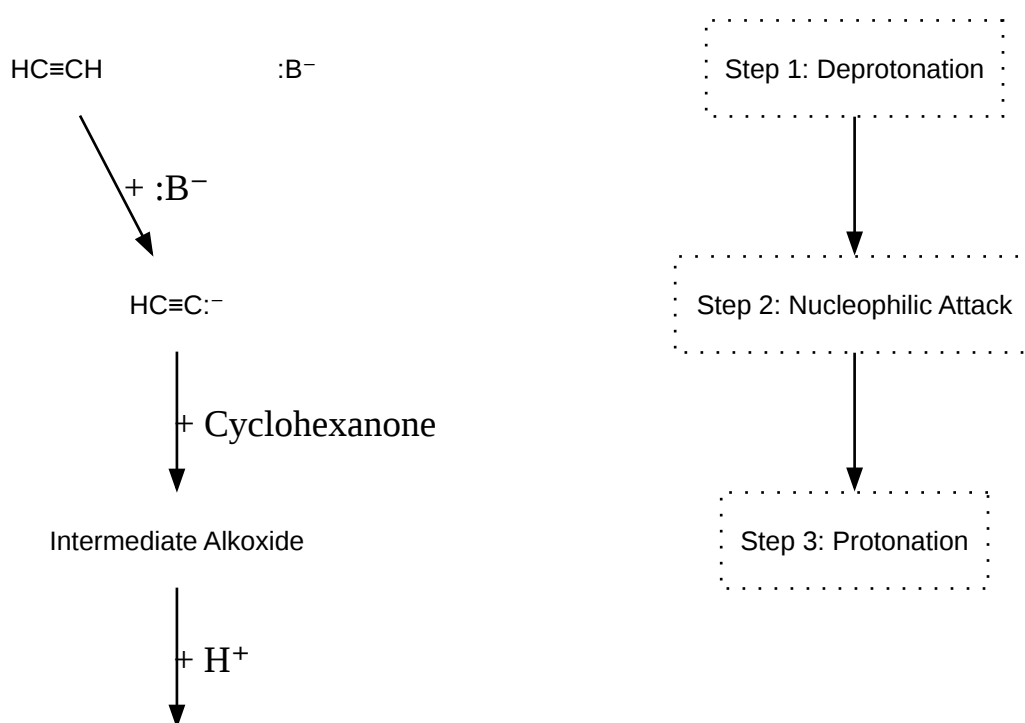 HC≡CH
:B⁻
Step 1: Deprotonation
+ :B⁻
HC≡C:⁻
Step 2: Nucleophilic Attack
+ Cyclohexanone
Intermediate Alkoxide
Step 3: Protonation
+ H⁺